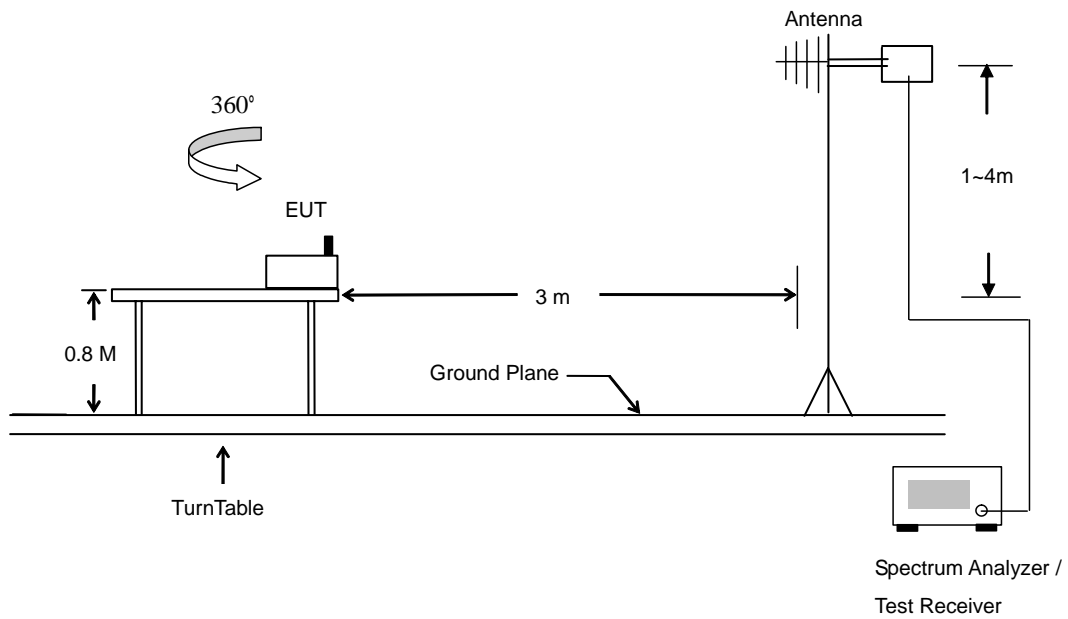 Antenna
360°
1~4m
EUT
3 m
0.8 M
Ground Plane
TurnTable
Spectrum Analyzer /
Test Receiver